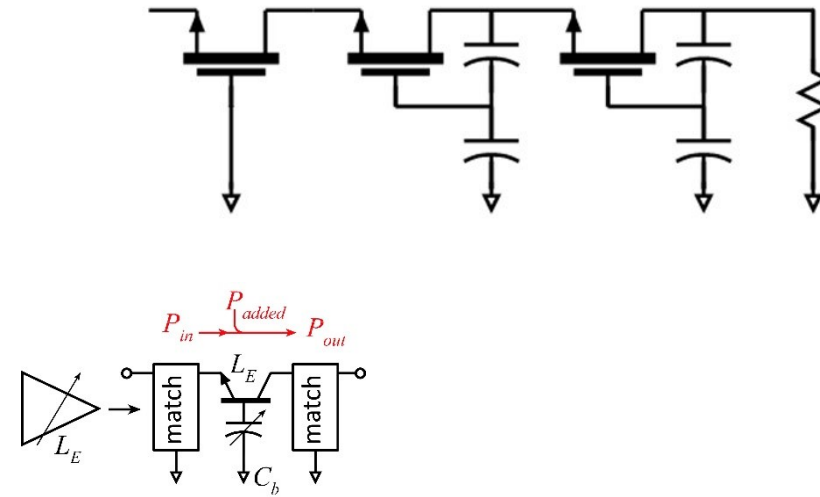 P_added
P_in
P_out
L_E
match
match
L_E
C_b